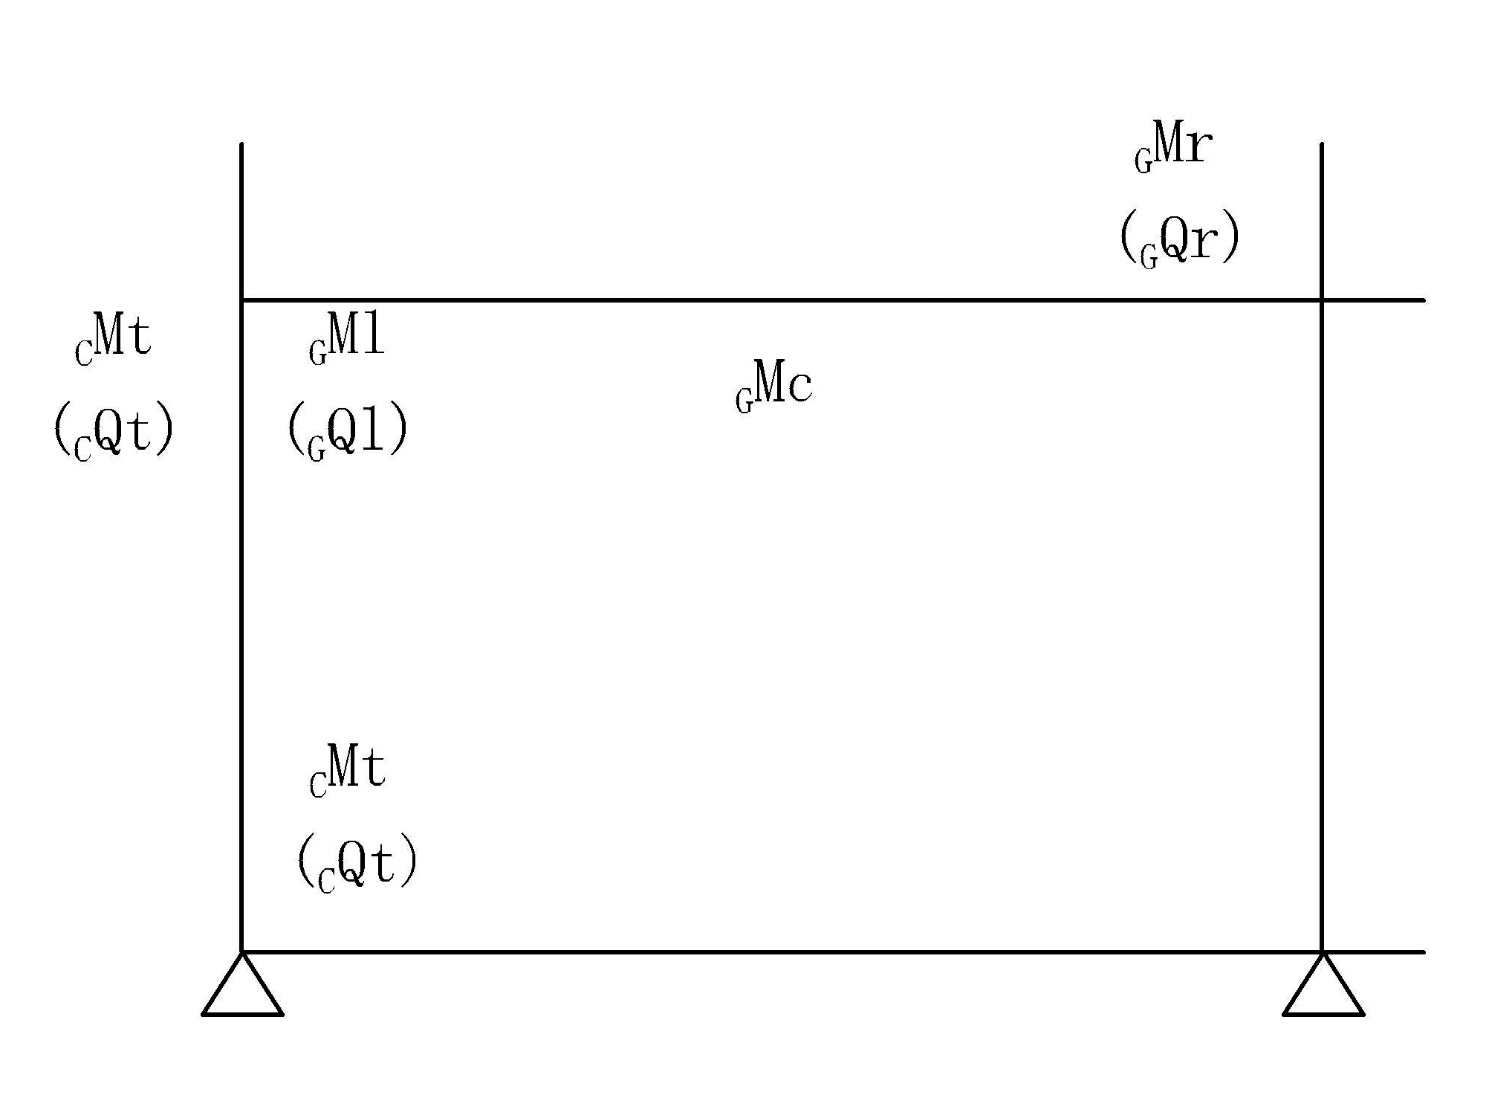 GMr
(GQr)
CMt
GMl
(CQt)
(GQl)
GMc
CMt
(CQt)